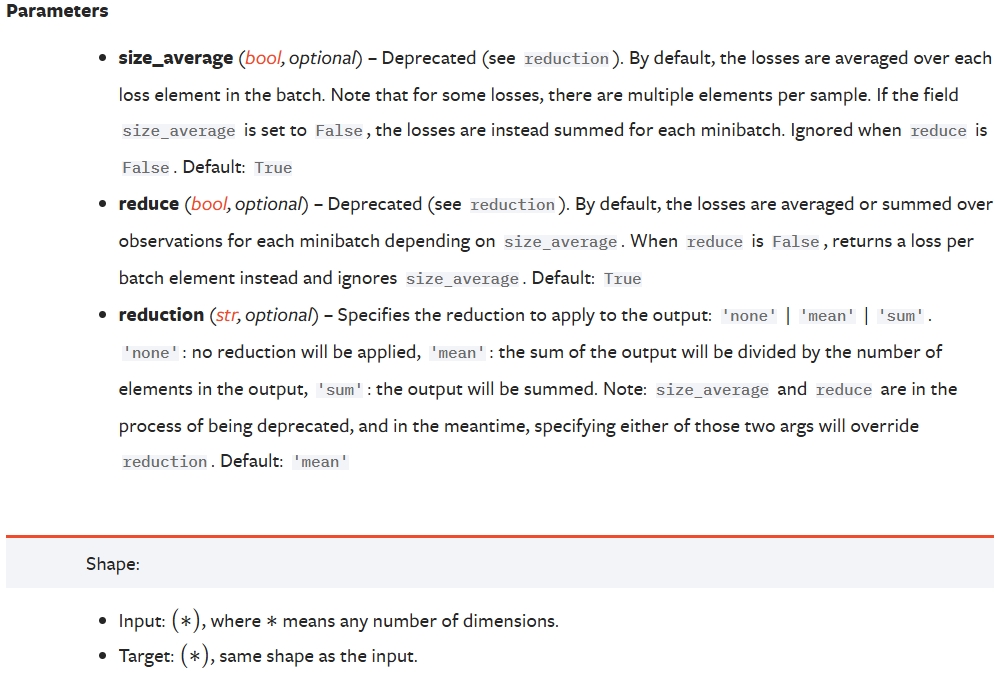 Parameters
• size_average (bool, optional) – Deprecated (see reduction). By default, the losses are averaged over each
loss element in the batch. Note that for some losses, there are multiple elements per sample. If the field
size_average is set to False, the losses are instead summed for each minibatch. Ignored when reduce is
False. Default: True
• reduce (bool, optional) – Deprecated (see reduction). By default, the losses are averaged or summed over
observations for each minibatch depending on size_average. When reduce is False, returns a loss per
batch element instead and ignores size_average. Default: True
• reduction (str, optional) – Specifies the reduction to apply to the output: 'none' | 'mean' | 'sum'.
'none': no reduction will be applied, 'mean': the sum of the output will be divided by the number of
elements in the output, 'sum': the output will be summed. Note: size_average and reduce are in the
process of being deprecated, and in the meantime, specifying either of those two args will override
reduction. Default: 'mean'
Shape:
• Input: (∗), where ∗ means any number of dimensions.
• Target: (∗), same shape as the input.